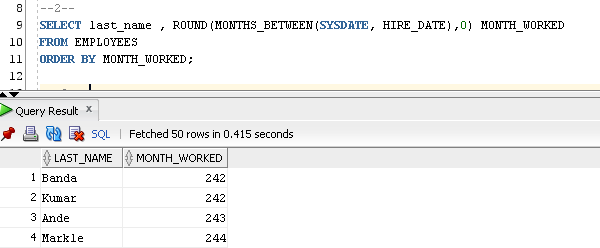 8 --2--
9 SELECT last_name , ROUND(MONTHS_BETWEEN(SYSDATE, HIRE_DATE),0) MONTH_WORKED
10 FROM EMPLOYEES
11 ORDER BY MONTH_WORKED;
12
Query Result x
SQL | Fetched 50 rows in 0.415 seconds
LAST_NAME MONTH_WORKED
1 Banda 242
2 Kumar 242
3 Ande 243
4 Markle 244